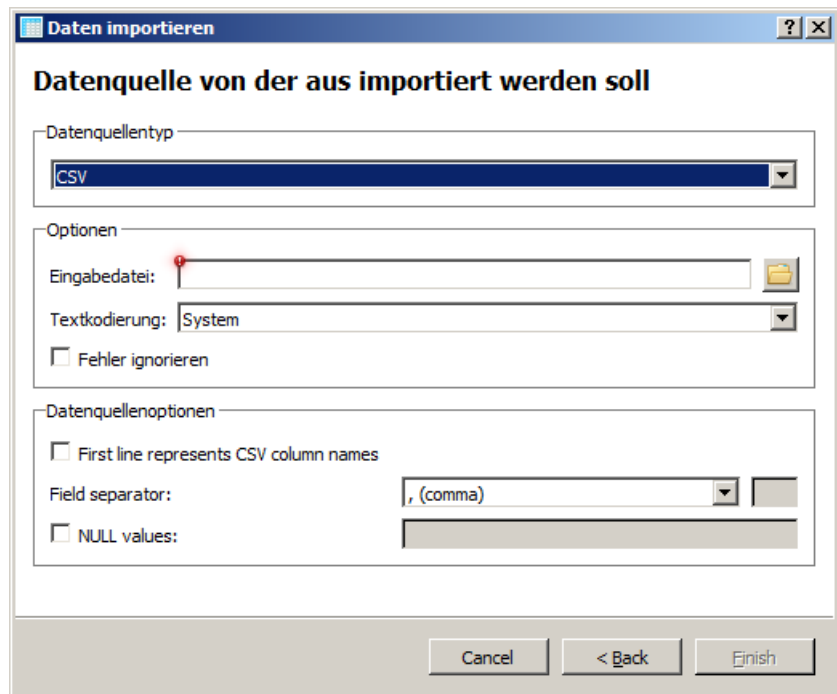 Daten importieren
Datenquelle von der aus importiert werden soll
Datenquellentyp
CSV
Optionen
Eingabedatei:
Textkodierung: System
Fehler ignorieren
Datenquellenoptionen
First line represents CSV column names
Field separator: , (comma)
NULL values:
Cancel < Back Finish